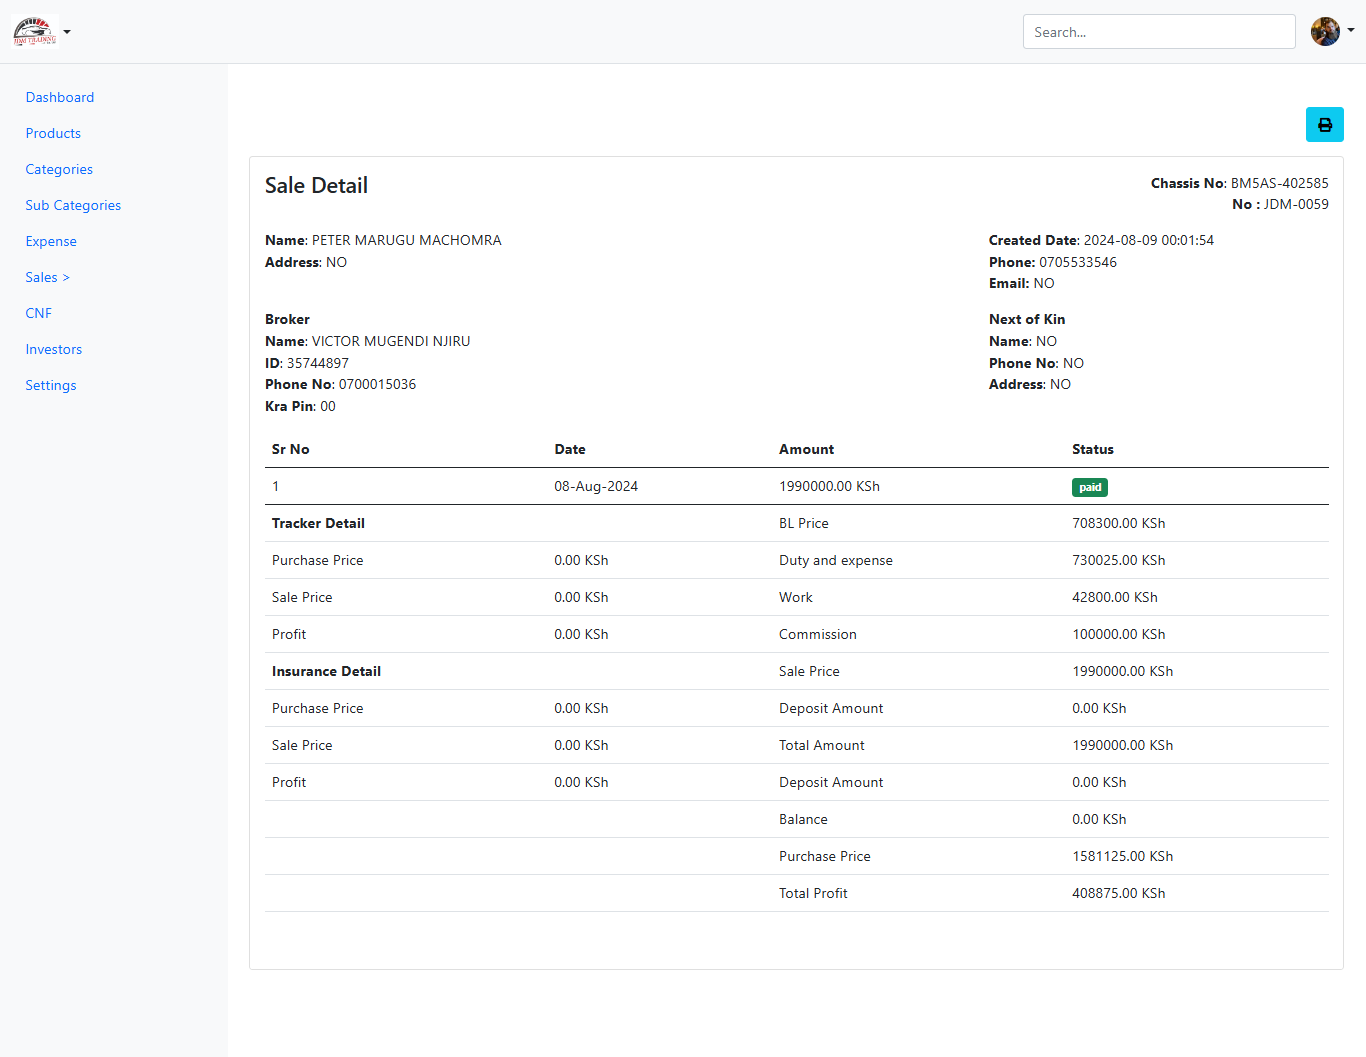 JDM TRADING
Search...
Dashboard
Products
Categories
Sub Categories
Expense
Sales >
CNF
Investors
Settings
Sale Detail
Chassis No: BM5AS-402585
No : JDM-0059
Name: PETER MARUGU MACHOMRA
Address: NO
Created Date: 2024-08-09 00:01:54
Phone: 0705533546
Email: NO
Broker
Name: VICTOR MUGENDI NJIRU
ID: 35744897
Phone No: 0700015036
Kra Pin: 00
Next of Kin
Name: NO
Phone No: NO
Address: NO
Sr No Date Amount Status
1 08-Aug-2024 1990000.00 KSh paid
Tracker Detail BL Price 708300.00 KSh
Purchase Price 0.00 KSh Duty and expense 730025.00 KSh
Sale Price 0.00 KSh Work 42800.00 KSh
Profit 0.00 KSh Commission 100000.00 KSh
Insurance Detail Sale Price 1990000.00 KSh
Purchase Price 0.00 KSh Deposit Amount 0.00 KSh
Sale Price 0.00 KSh Total Amount 1990000.00 KSh
Profit 0.00 KSh Deposit Amount 0.00 KSh
Balance 0.00 KSh
Purchase Price 1581125.00 KSh
Total Profit 408875.00 KSh